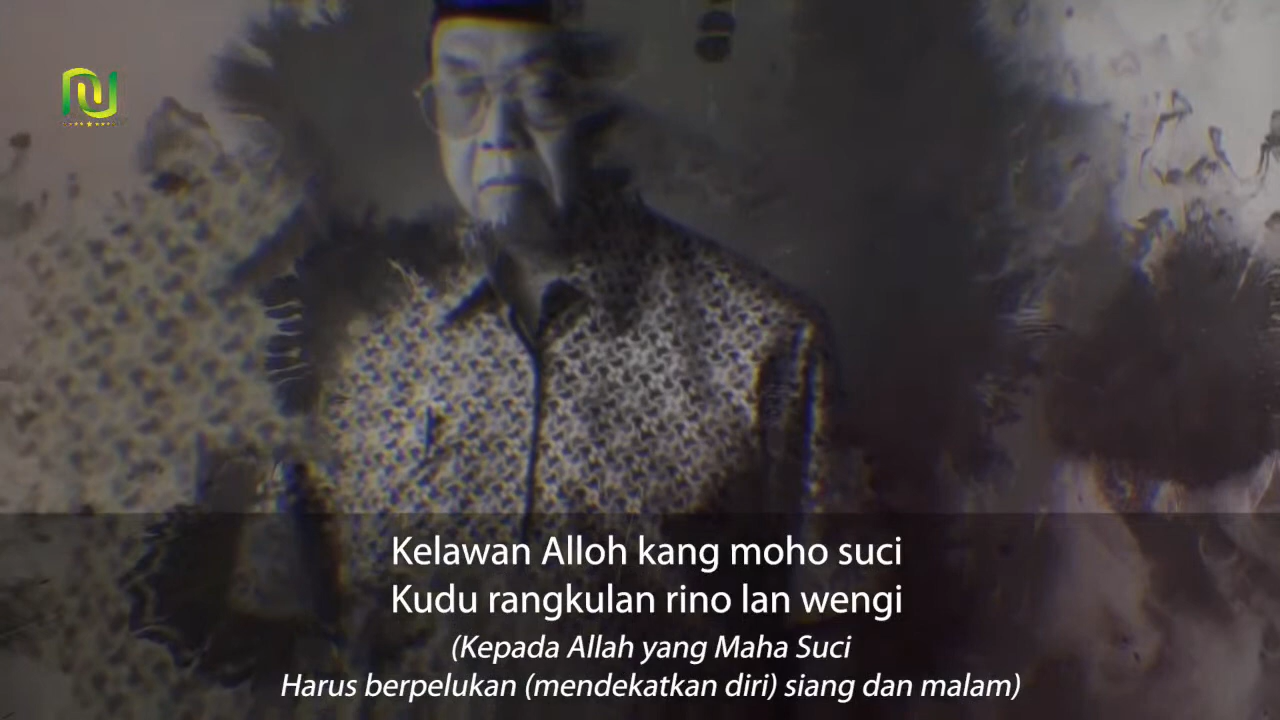 Kelawan Alloh kang moho suci
Kudu rangkulan rino lan wengi
(Kepada Allah yang Maha Suci
Harus berpelukan (mendekatkan diri) siang dan malam)